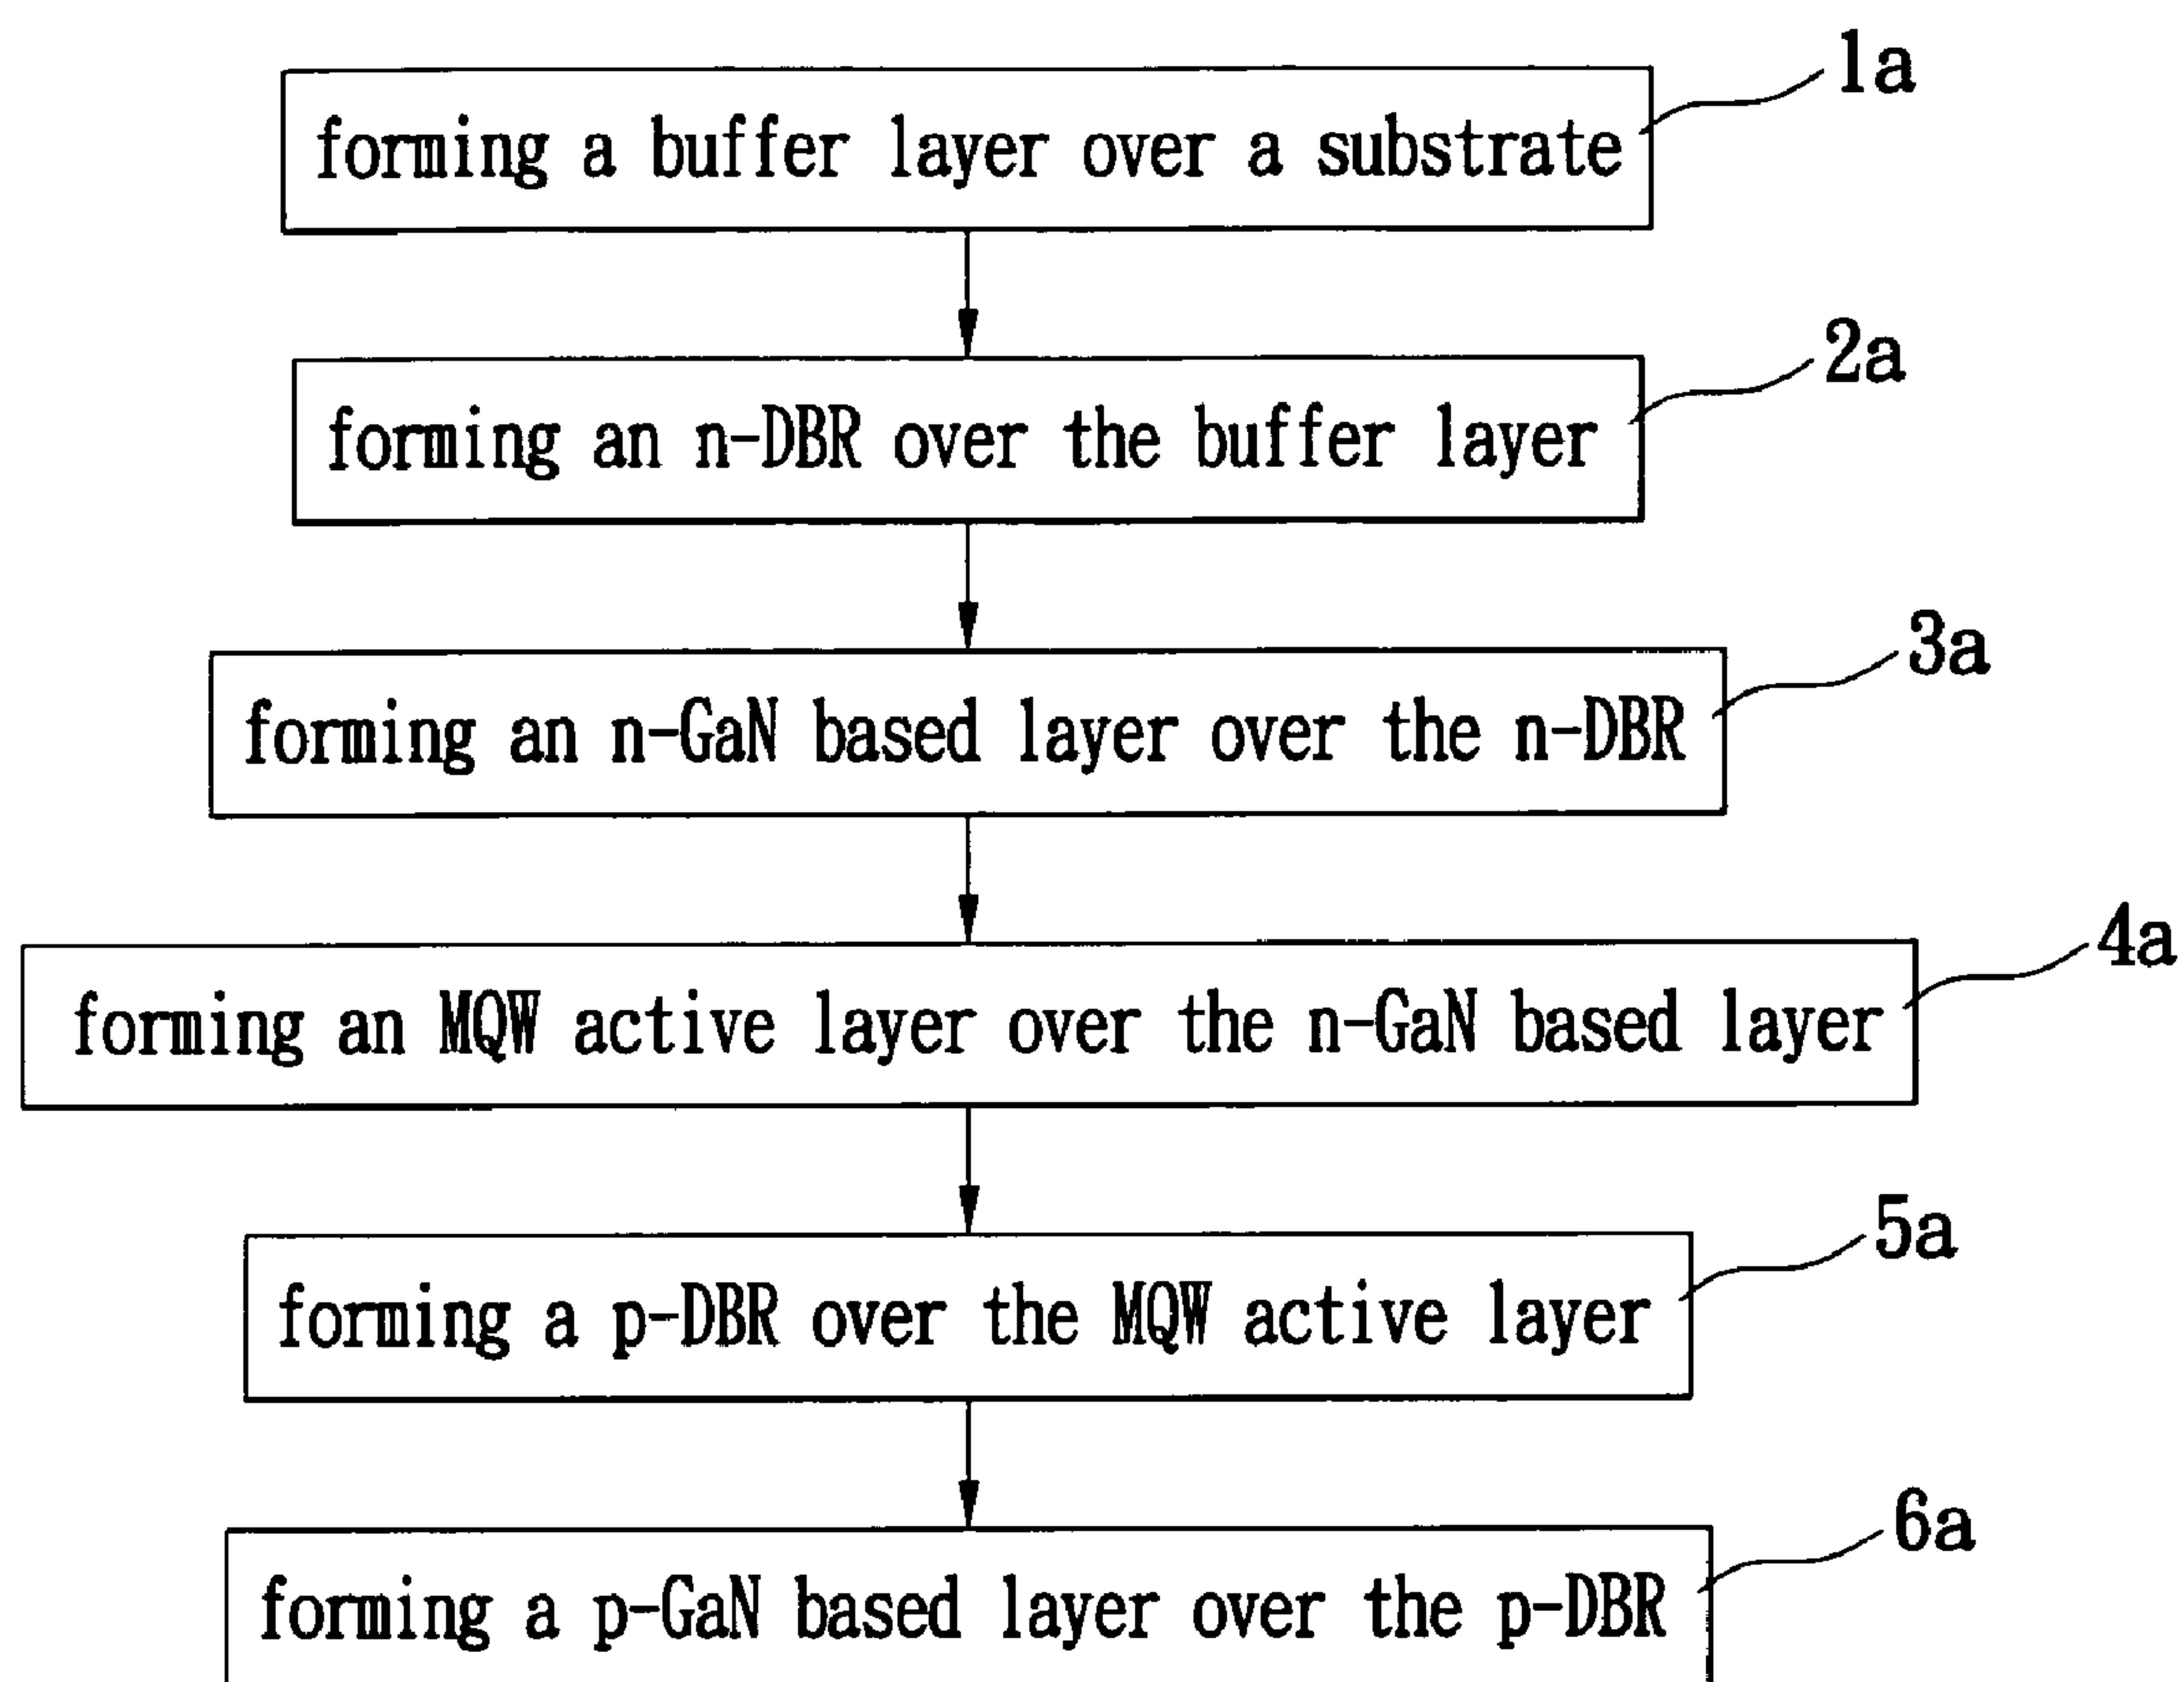 1a
forming a buffer layer over a substrate
2a
forming an n-DBR over the buffer layer
3a
forming an n-GaN based layer over the n-DBR
4a
forming an MQW active layer over the n-GaN based layer
5a
forming a p-DBR over the MQW active layer
6a
forming a p-GaN based layer over the p-DBR